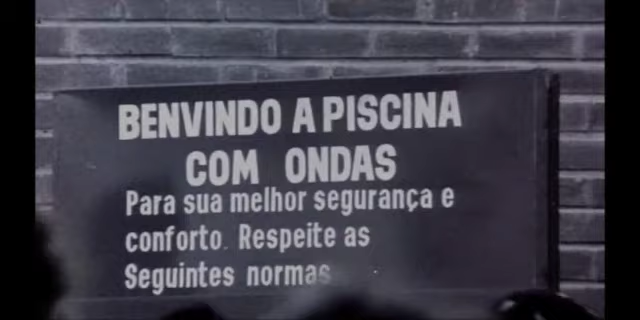 BENVINDO A PISCINA
COM ONDAS
Para sua melhor segurança e
conforto. Respeite as
Seguintes normas